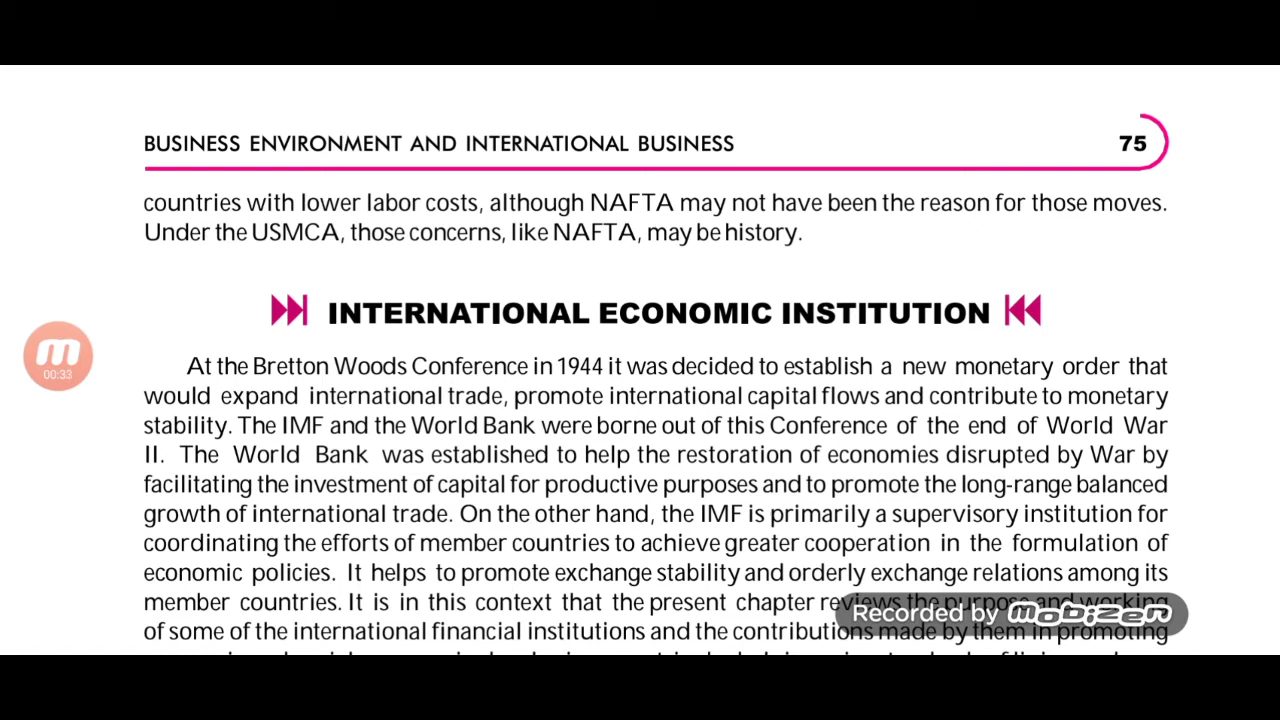 BUSINESS ENVIRONMENT AND INTERNATIONAL BUSINESS 75
countries with lower labor costs, although NAFTA may not have been the reason for those moves.
Under the USMCA, those concerns, like NAFTA, may be history.
INTERNATIONAL ECONOMIC INSTITUTION
At the Bretton Woods Conference in 1944 it was decided to establish a new monetary order that
would expand international trade, promote international capital flows and contribute to monetary
stability. The IMF and the World Bank were borne out of this Conference of the end of World War
II. The World Bank was established to help the restoration of economies disrupted by War by
facilitating the investment of capital for productive purposes and to promote the long-range balanced
growth of international trade. On the other hand, the IMF is primarily a supervisory institution for
coordinating the efforts of member countries to achieve greater cooperation in the formulation of
economic policies. It helps to promote exchange stability and orderly exchange relations among its
member countries. It is in this context that the present chapter reviews the purpose and working
of some of the international financial institutions and the contributions made by them in promoting
m
00:33
Recorded by mobizen